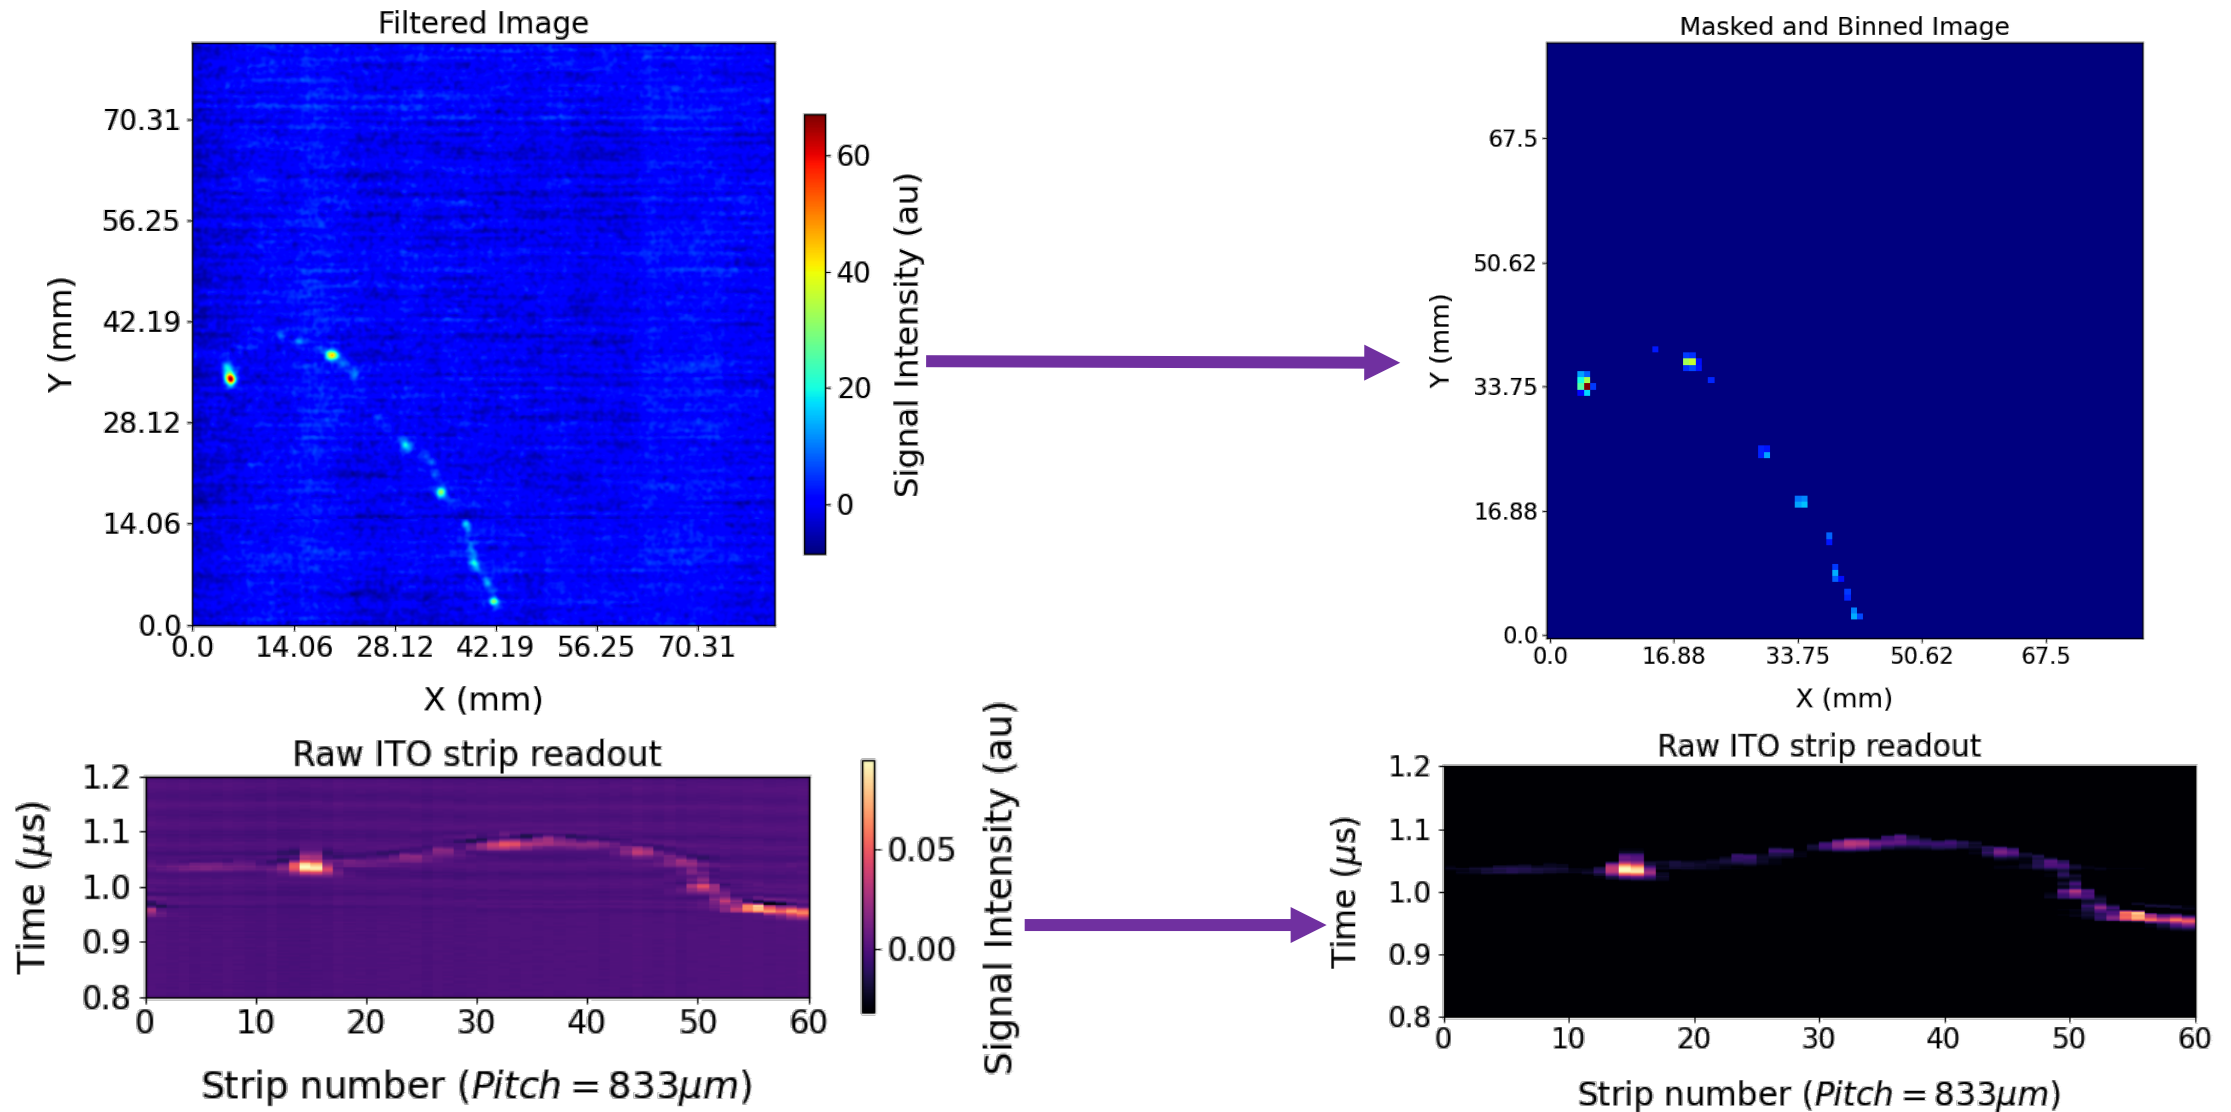 Filtered Image
70.31
56.25
42.19
28.12
14.06
0.0
Y (mm)
0.0 14.06 28.12 42.19 56.25 70.31
X (mm)
60
40
20
0
Signal Intensity (au)
Masked and Binned Image
67.5
50.62
33.75
16.88
0.0
Y (mm)
0.0 16.88 33.75 50.62 67.5
X (mm)
Raw ITO strip readout
1.2
1.1
1.0
0.9
0.8
Time (μs)
0 10 20 30 40 50 60
Strip number (Pitch = 833μm)
0.05
0.00
Signal Intensity (au)
Raw ITO strip readout
1.2
1.1
1.0
0.9
0.8
Time (μs)
0 10 20 30 40 50 60
Strip number (Pitch = 833μm)